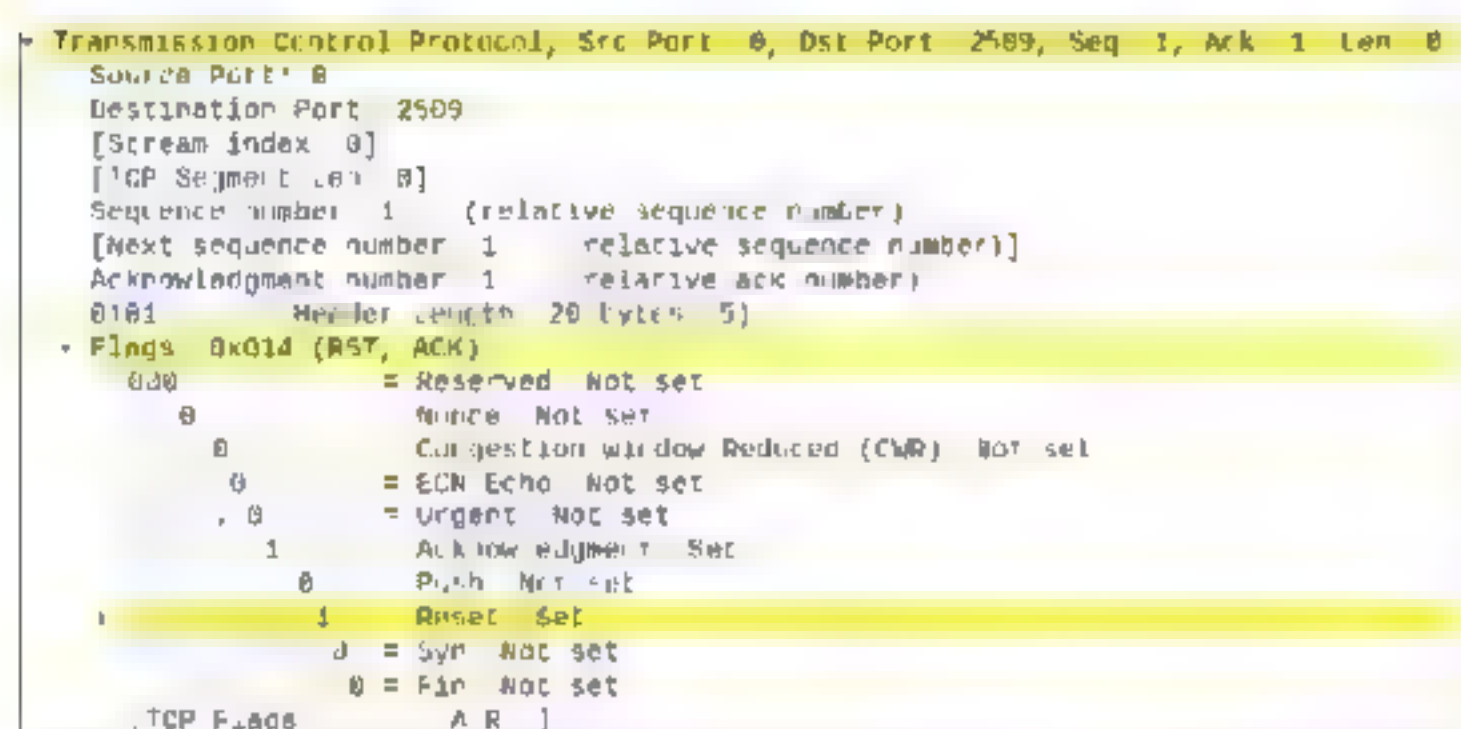 Transmission Control Protocol, Src Port 0, Dst Port 2509, Seq 1, Ack 1 Len 0
Source Port: 0
Destination Port 2509
[Stream index 0]
[TCP Segment Len 0]
Sequence number 1 (relative sequence number)
[Next sequence number 1 relative sequence number)]
Acknowledgment number 1 relative ack number)
0101 Header Length 20 bytes 5)
Flags 0x014 (RST, ACK)
000 = Reserved Not set
0 Nonce Not set
0 Congestion Window Reduced (CWR) Not set
0 = ECN Echo Not set
0 = Urgent Not set
1 Acknowledgment Set
0 Push Not set
1 Reset Set
0 = Syn Not set
0 = Fin Not set
TCP Flags A R ]